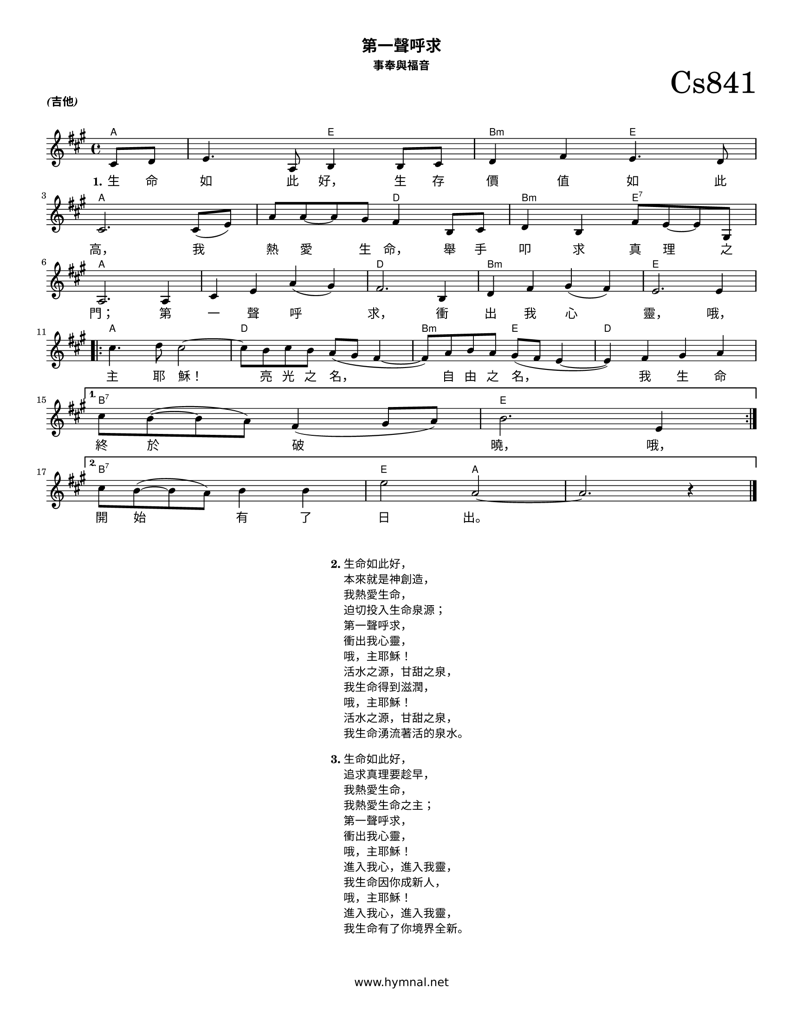 第一聲呼求
事奉與福音
Cs841
(吉他)
A E Bm E
1. 生 命 如 此 好， 生 存 價 值 如 此
3 A D Bm E7
高， 我 熱 愛 生 命， 舉 手 叩 求 真 理 之
6 A D Bm E
門； 第 一 聲 呼 求， 衝 出 我 心 靈， 哦，
11 A D Bm E D
主 耶 穌！ 亮 光 之 名， 自 由 之 名， 我 生 命
1.
15 B7 E
終 於 破 曉， 哦，
2.
17 B7 E A
開 始 有 了 日 出。
2. 生命如此好，
本來就是神創造，
我熱愛生命，
迫切投入生命泉源；
第一聲呼求，
衝出我心靈，
哦，主耶穌！
活水之源，甘甜之泉，
我生命得到滋潤，
哦，主耶穌！
活水之源，甘甜之泉，
我生命湧流著活的泉水。
3. 生命如此好，
追求真理要趁早，
我熱愛生命，
我熱愛生命之主；
第一聲呼求，
衝出我心靈，
哦，主耶穌！
進入我心，進入我靈，
我生命因你成新人，
哦，主耶穌！
進入我心，進入我靈，
我生命有了你境界全新。
www.hymnal.net